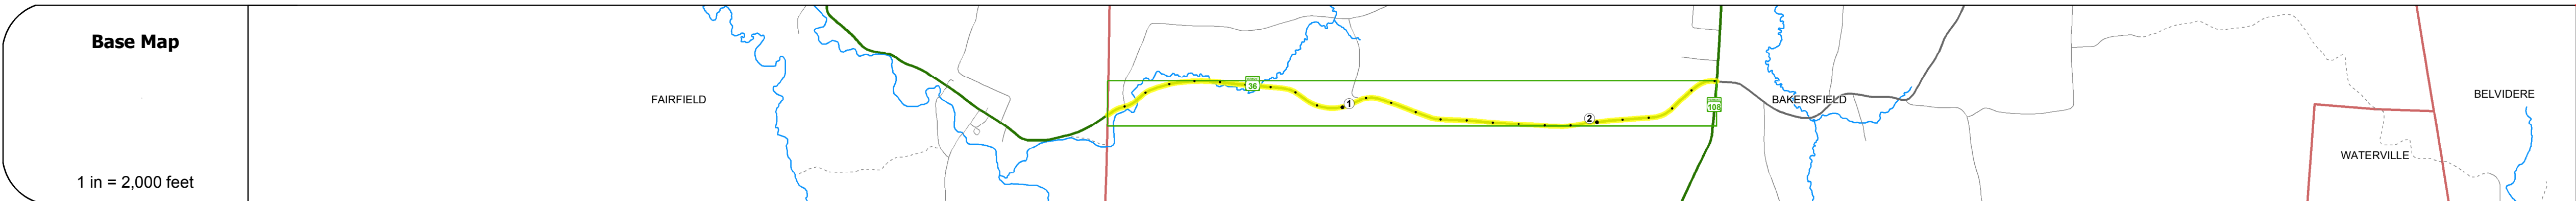 Base Map
1 in = 2,000 feet
FAIRFIELD
36
1
2
108
BAKERSFIELD
WATERVILLE
BELVIDERE